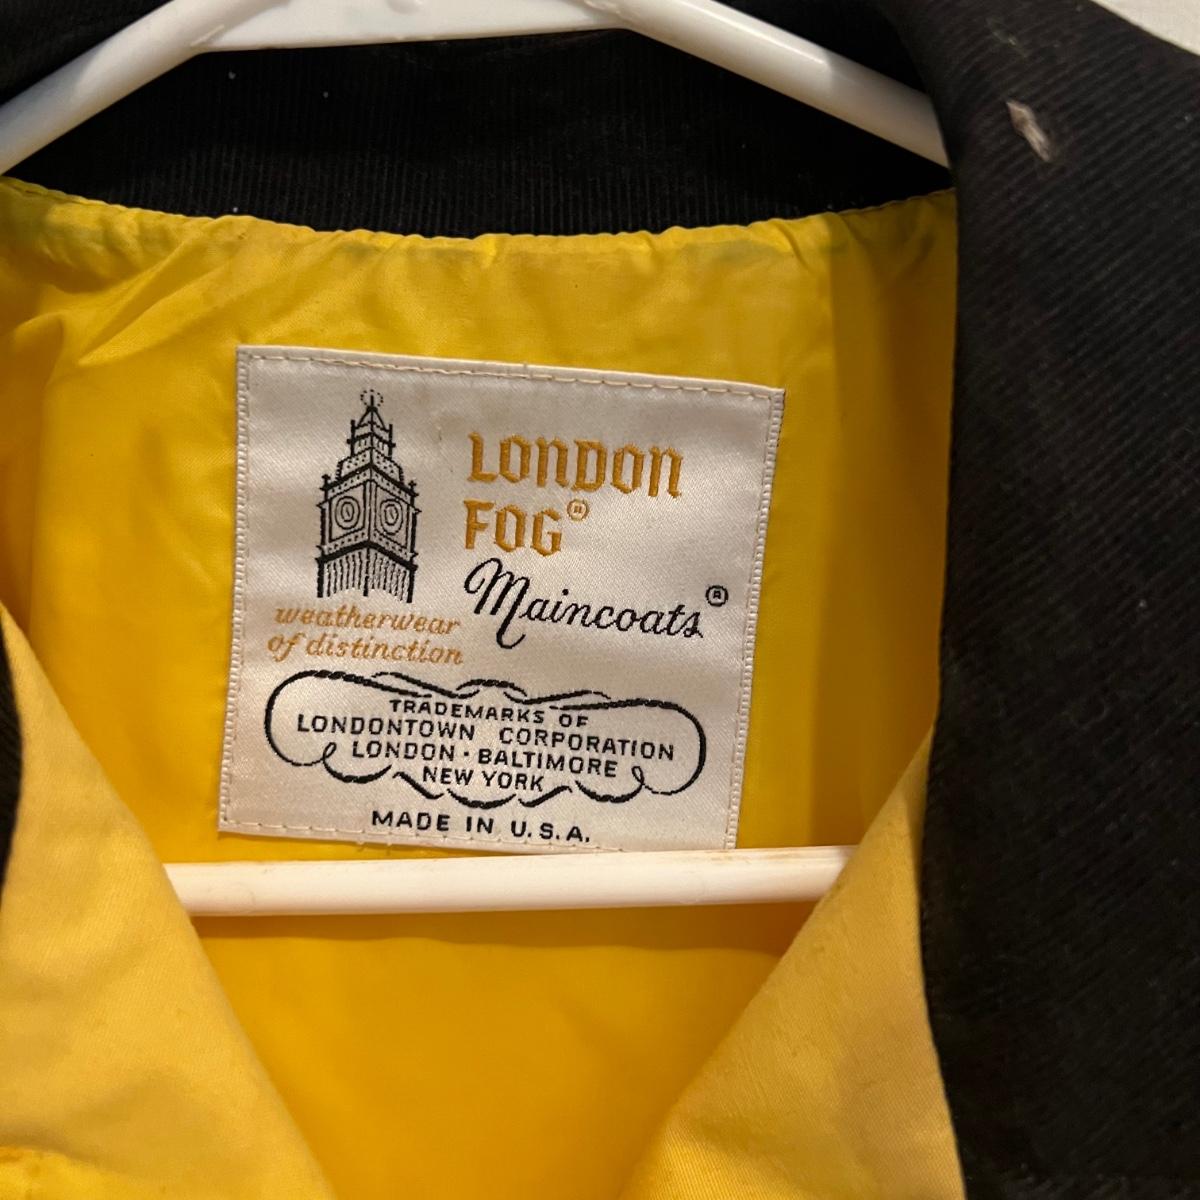 LONDON
FOG®
Maincoats®
weatherwear
of distinction
TRADEMARKS OF
LONDONTOWN CORPORATION
LONDON · BALTIMORE
NEW YORK
MADE IN U.S.A.